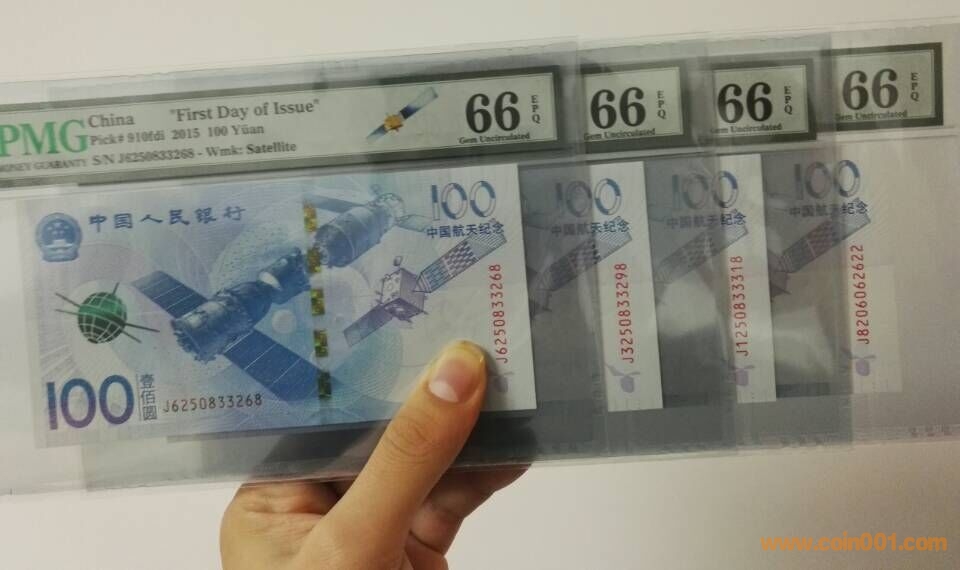 PMG China "First Day of Issue" 66 EPQ
Pick# 910fdi 2015 100 Yüan Gem Uncirculated
MONEY GUARANTY S/N J6250833268 - Wmk: Satellite
66 EPQ
Gem Uncirculated
66 EPQ
Gem Uncirculated
66 EPQ
Gem Uncirculated
中国人民银行
100
中国航天纪念
J6250833268
100
壹佰圆
J6250833268
100
中国航天纪念
J3250833298
100
中国航天纪念
J1250833318
100
中国航天纪念
J8206062622
www.coin001.com